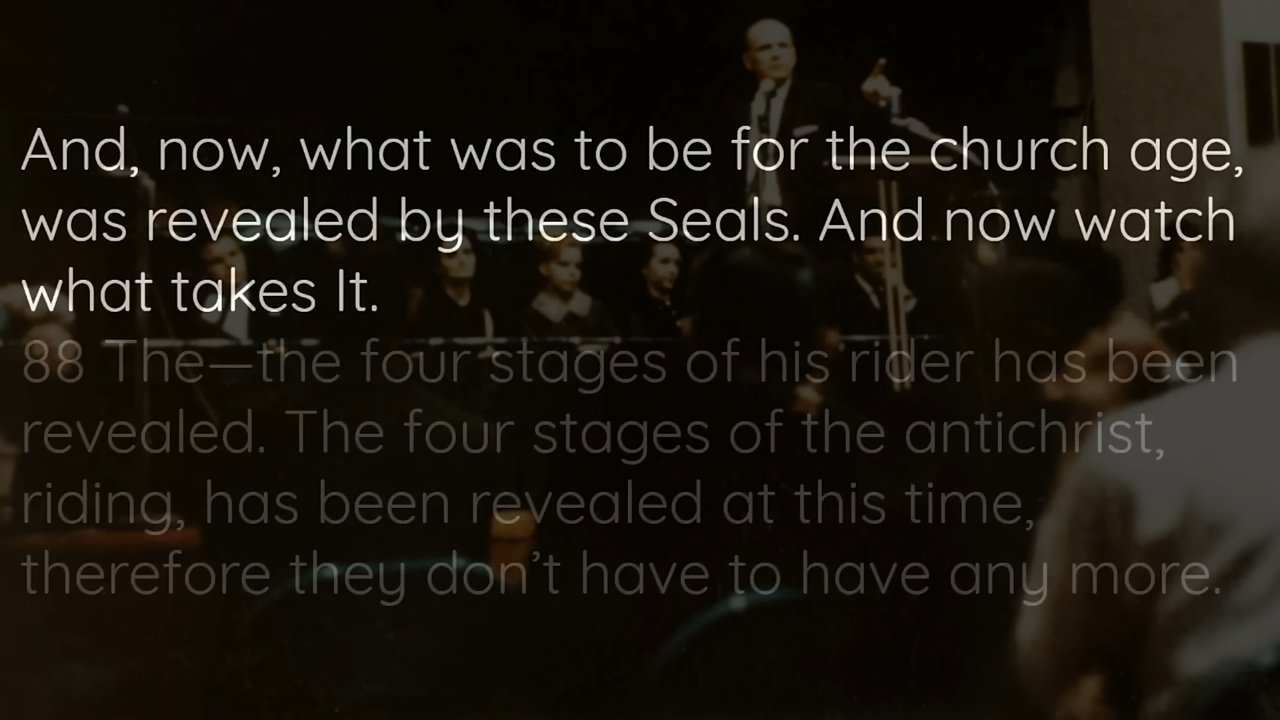 And, now, what was to be for the church age,
was revealed by these Seals. And now watch
what takes It.
88 The—the four stages of his rider has been
revealed. The four stages of the antichrist,
riding, has been revealed at this time,
therefore they don’t have to have any more.